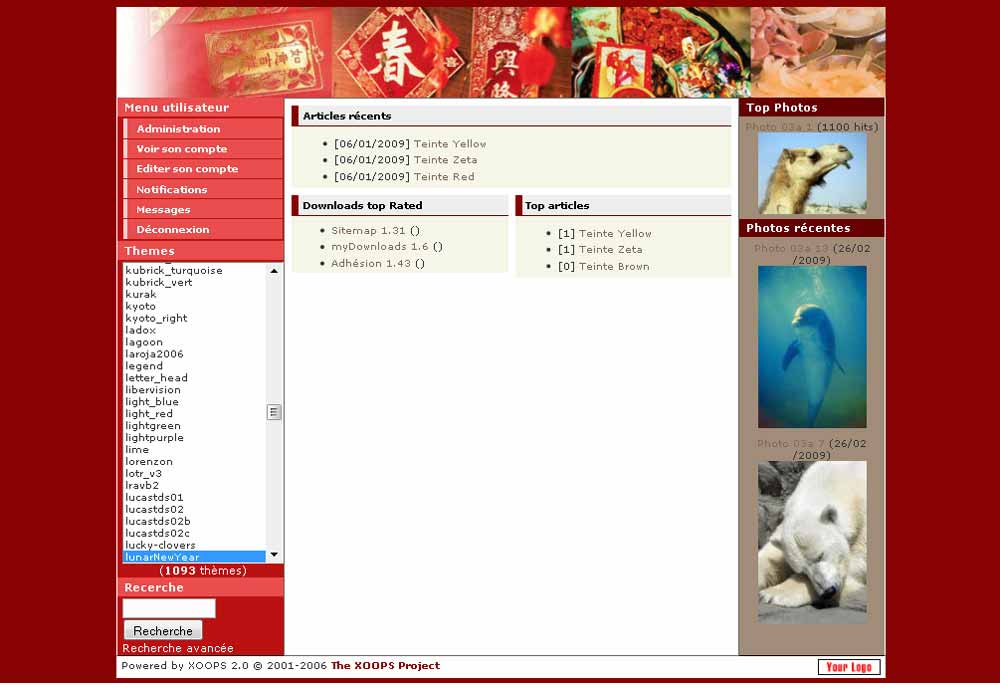 春
Menu utilisateur
Administration
Voir son compte
Editer son compte
Notifications
Messages
Déconnexion
Themes
kubrick_turquoise
kubrick_vert
kurak
kyoto
kyoto_right
ladox
lagoon
laroja2006
legend
letter_head
libervision
light_blue
light_red
lightgreen
lightpurple
lime
lorenzon
lotr_v3
lravb2
lucastds01
lucastds02
lucastds02b
lucastds02c
lucky-clovers
lunarNewYear
(1093 thèmes)
Recerche
Recherche
Recherche avancée
Articles récents
[06/01/2009] Teinte Yellow
[06/01/2009] Teinte Zeta
[06/01/2009] Teinte Red
Downloads top Rated
Sitemap 1.31 ()
myDownloads 1.6 ()
Adhésion 1.43 ()
Top articles
[1] Teinte Yellow
[1] Teinte Zeta
[0] Teinte Brown
Top Photos
Photo 03a 1 (1100 hits)
Photos récentes
Photo 03a 13 (26/02
/2009)
Photo 03a 7 (26/02
/2009)
Powered by XOOPS 2.0 © 2001-2006 The XOOPS Project
Your Logo